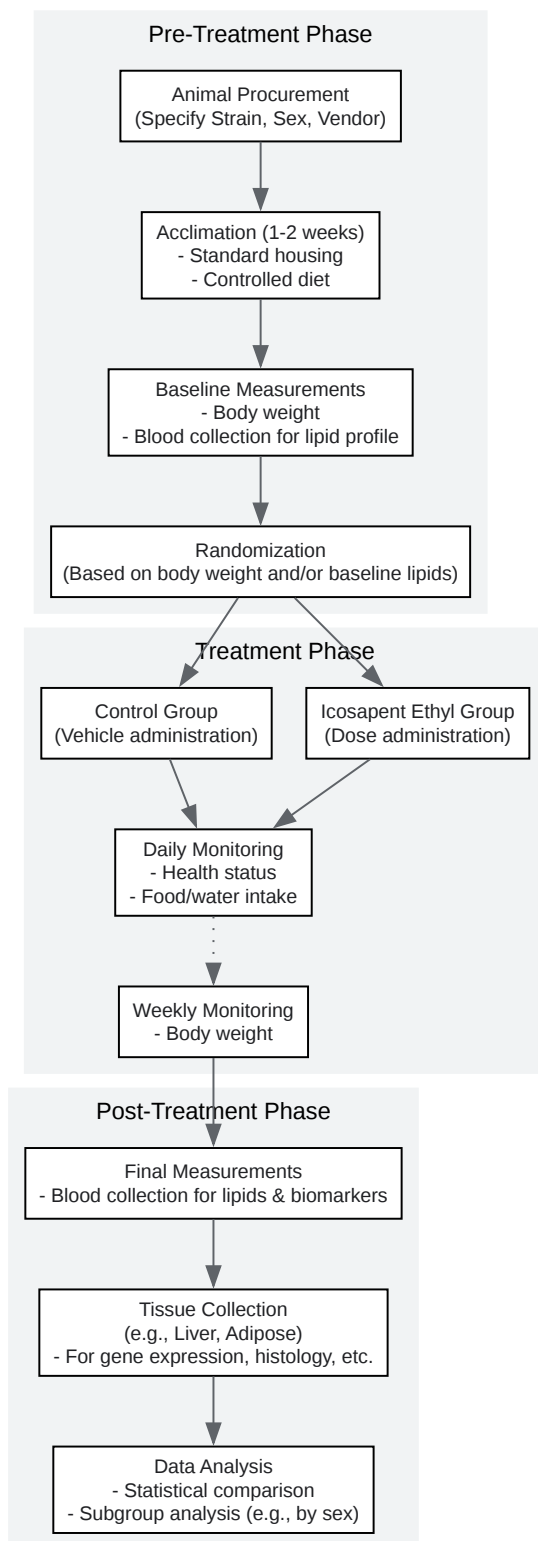 Pre-Treatment Phase
Animal Procurement
(Specify Strain, Sex, Vendor)
Acclimation (1-2 weeks)
- Standard housing
- Controlled diet
Baseline Measurements
- Body weight
- Blood collection for lipid profile
Randomization
(Based on body weight and/or baseline lipids)
Treatment Phase
Control Group
(Vehicle administration)
Icosapent Ethyl Group
(Dose administration)
Daily Monitoring
- Health status
- Food/water intake
Weekly Monitoring
- Body weight
Post-Treatment Phase
Final Measurements
- Blood collection for lipids & biomarkers
Tissue Collection
(e.g., Liver, Adipose)
- For gene expression, histology, etc.
Data Analysis
- Statistical comparison
- Subgroup analysis (e.g., by sex)